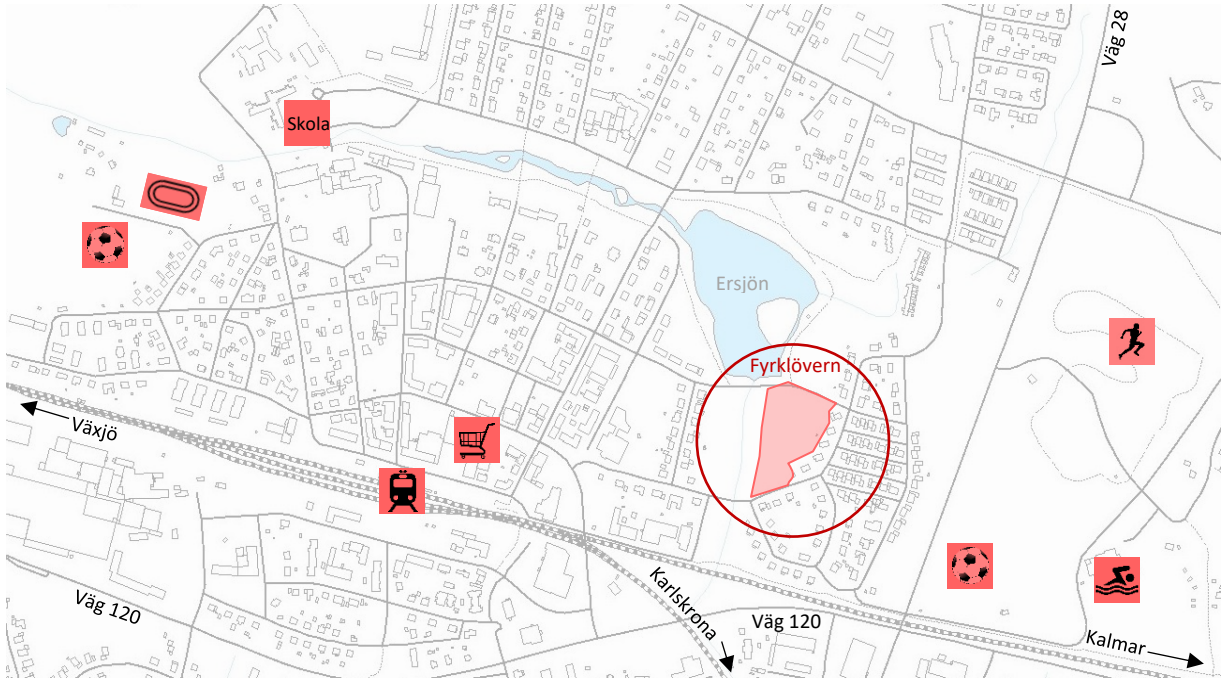 Väg 28
Skola
Ersjön
Fyrklövern
Växjö
Karlskrona
Väg 120
Väg 120
Kalmar